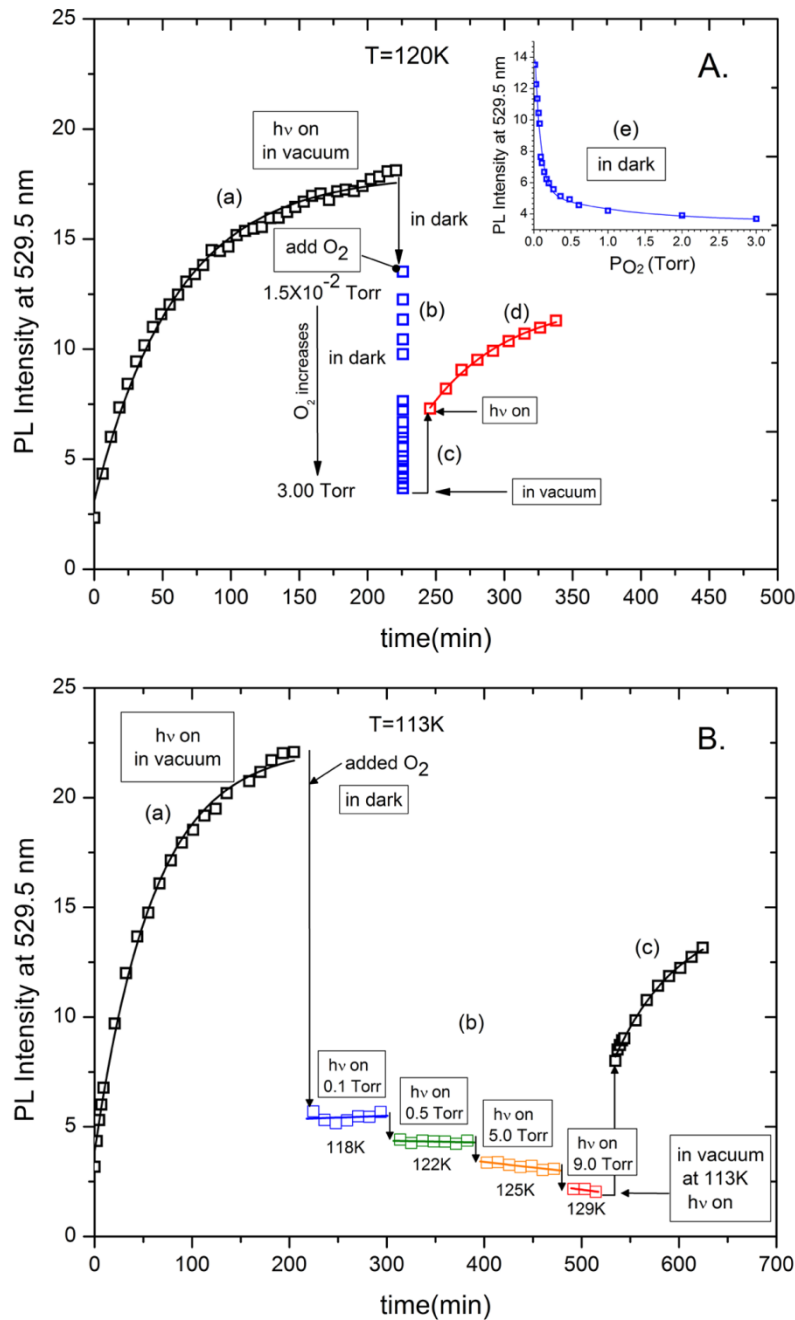 A.
T=120K
hν on
in vacuum
(a)
in dark
add O2
1.5X10-2 Torr
(b)
in dark
O2 increases
3.00 Torr
(c)
in vacuum
hν on
(d)
(e)
in dark
PL Intensity at 529.5 nm
14
12
10
8
6
4
0.0 0.5 1.0 1.5 2.0 2.5 3.0
PO2 (Torr)
PL Intensity at 529.5 nm
25
20
15
10
5
0
0 50 100 150 200 250 300 350 400 450 500
time(min)
B.
T=113K
hν on
in vacuum
(a)
added O2
in dark
(b)
(c)
hν on
0.1 Torr
118K
hν on
0.5 Torr
122K
hν on
5.0 Torr
125K
hν on
9.0 Torr
129K
in vacuum
at 113K
hν on
PL Intensity at 529.5 nm
25
20
15
10
5
0
0 100 200 300 400 500 600 700
time(min)